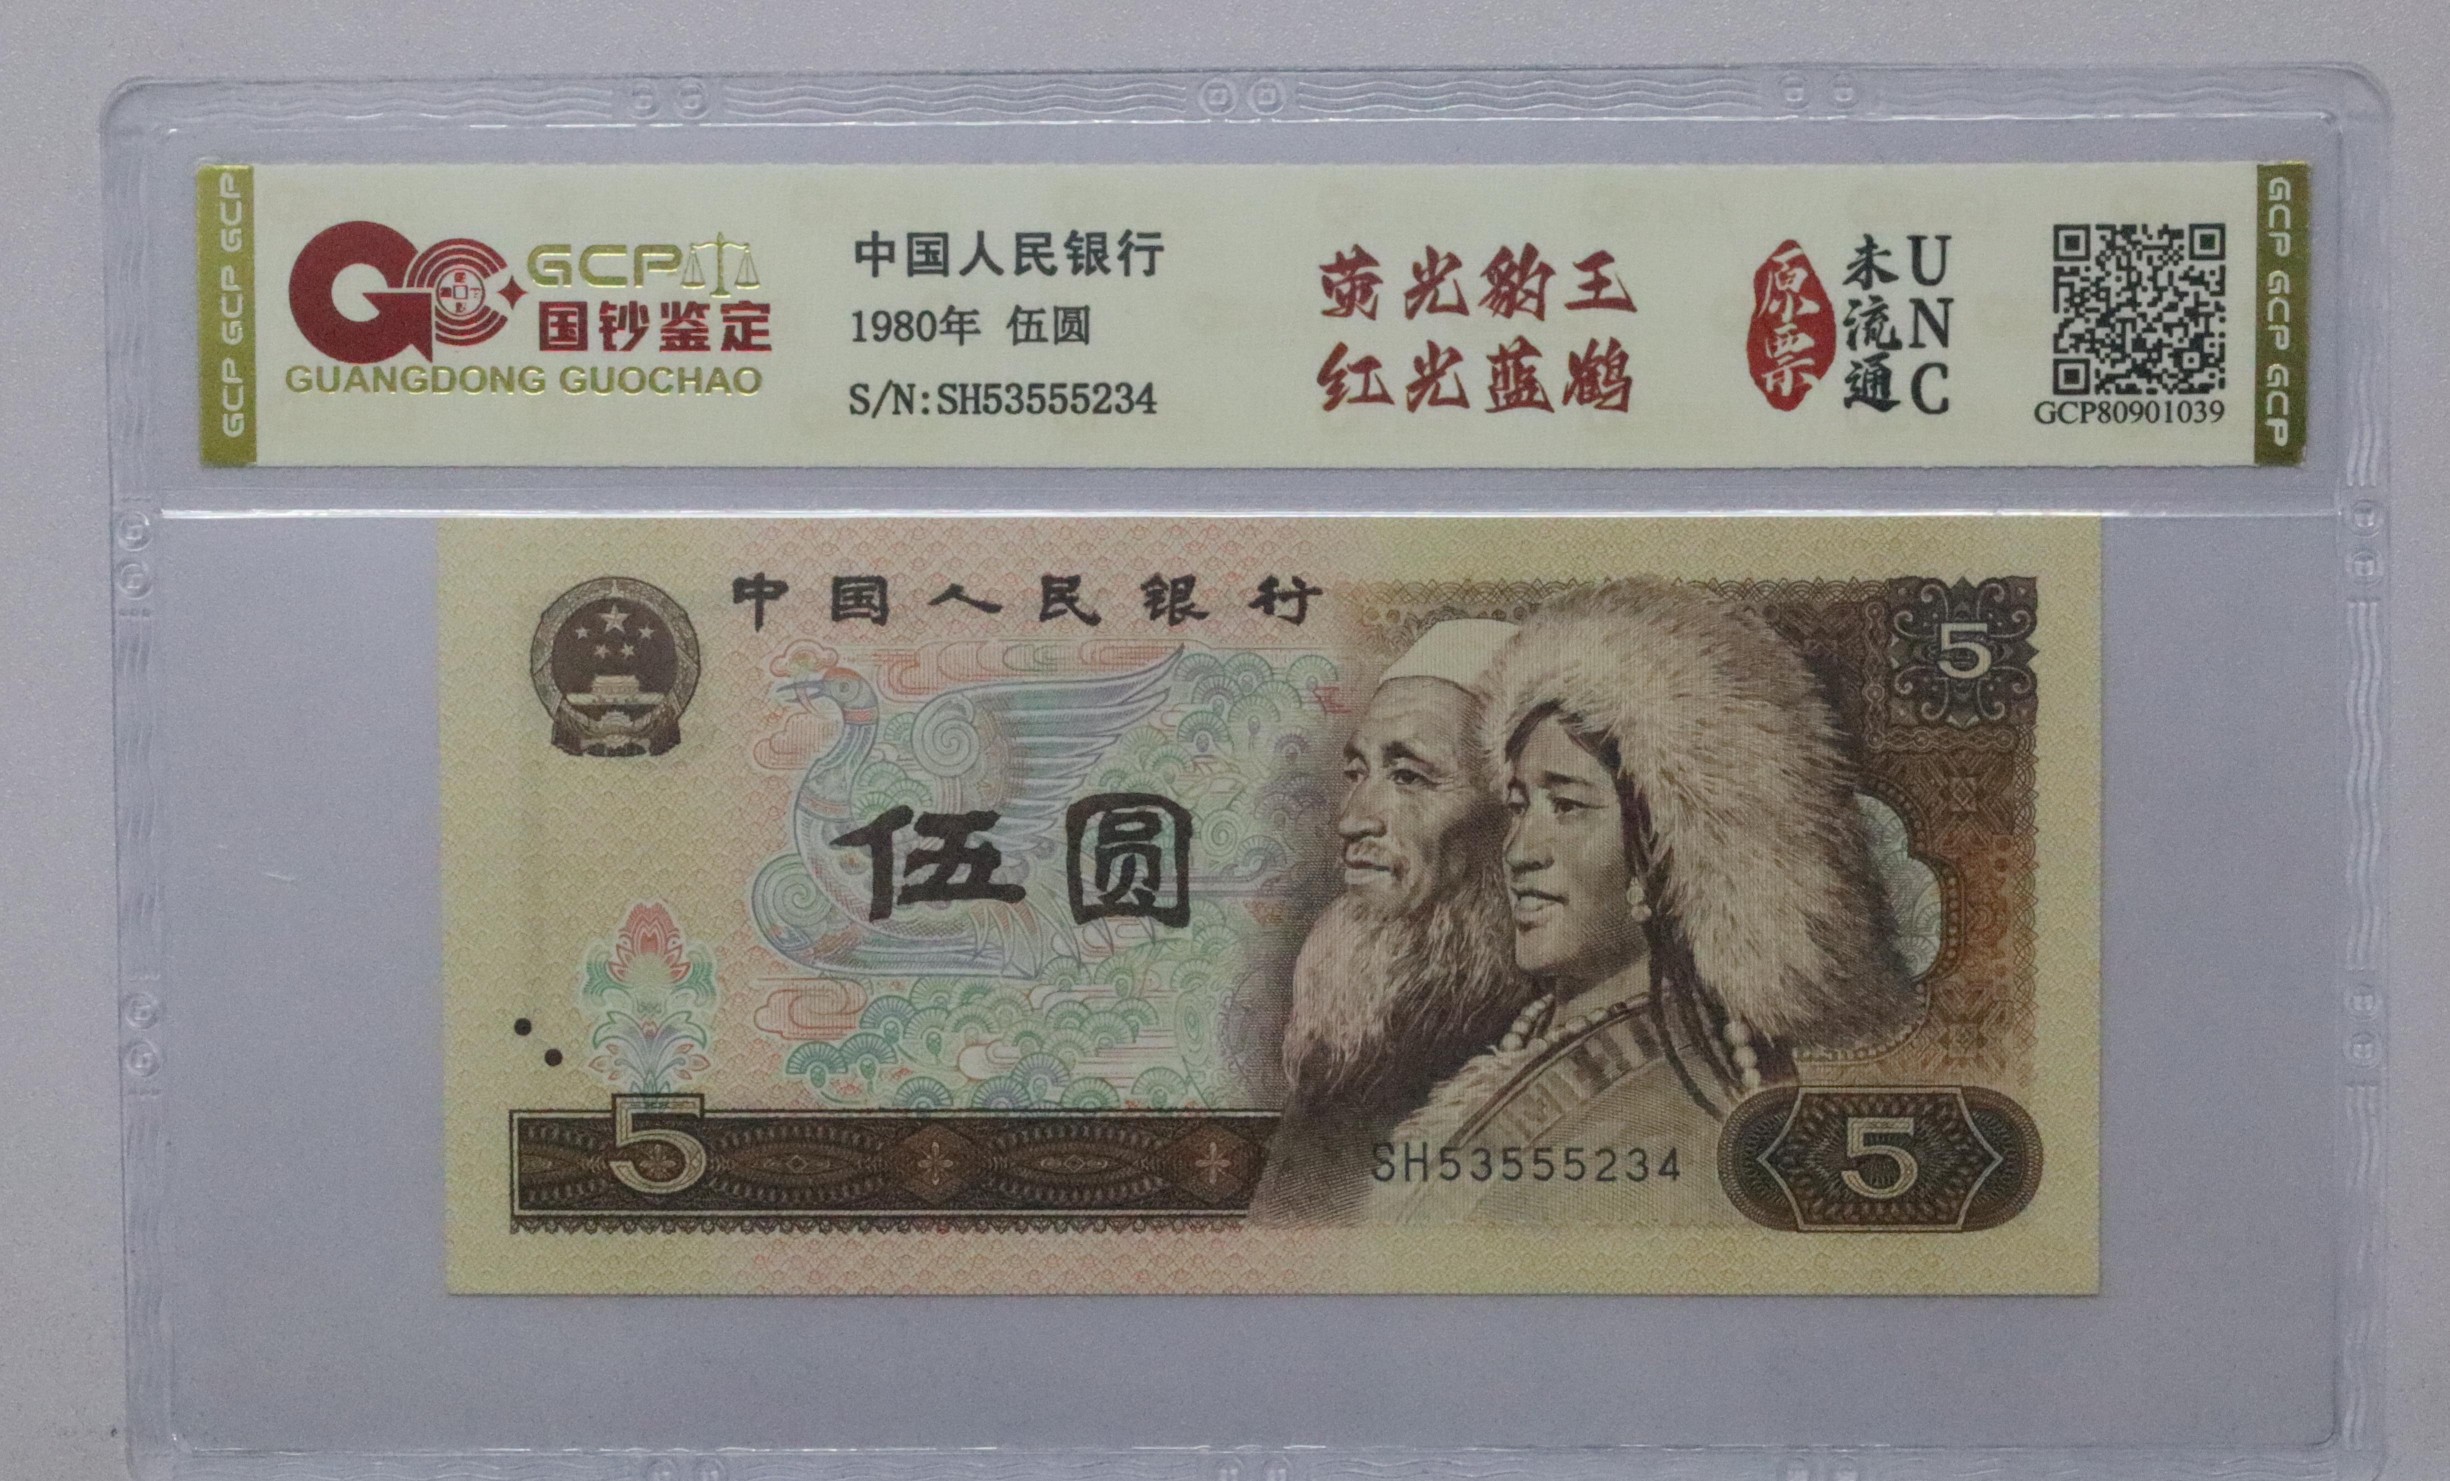 GCP GCP GCP
GCP
国钞鉴定
GUANGDONG GUOCHAO
中国人民银行
1980年 伍圆
S/N:SH53555234
荧光豹王
红光蓝鹤
原票
未流通
UNC
GCP80901039
GCP GCP GCP
中国人民银行
5
伍圆
5
SH53555234
5